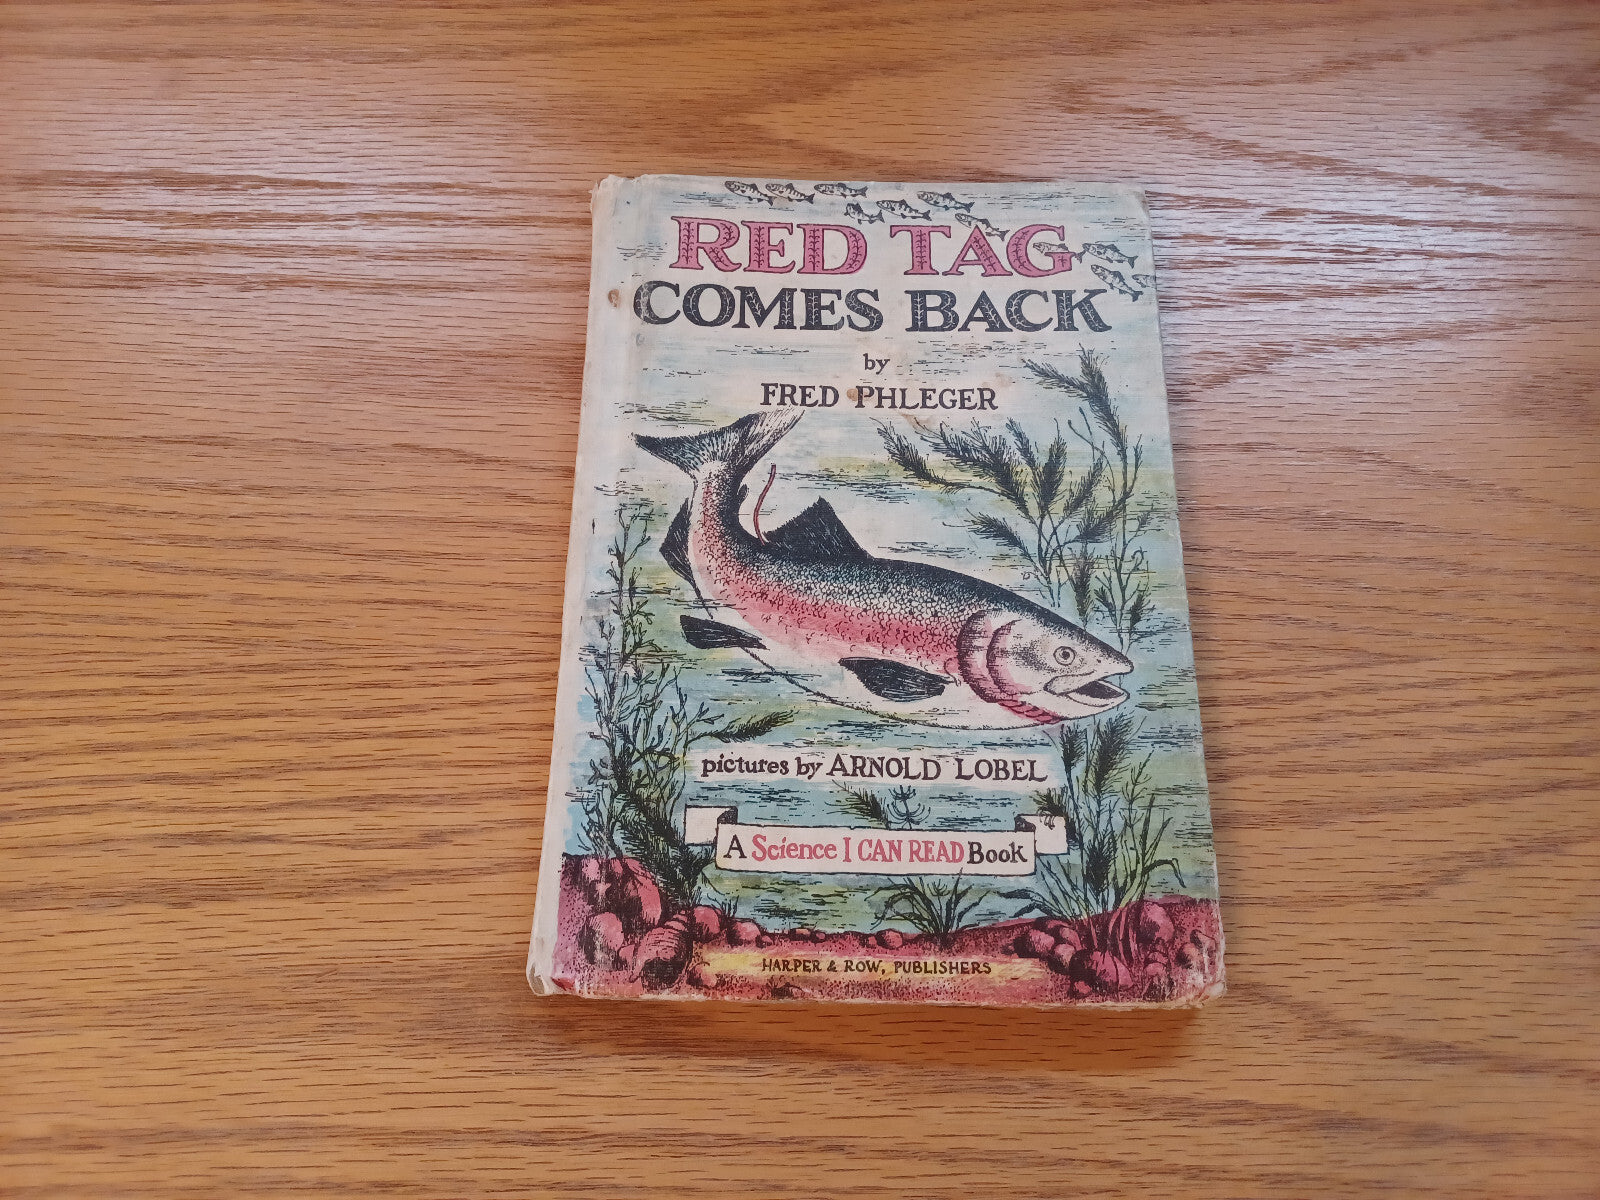 RED TAG
COMES BACK
by
FRED PHLEGER
pictures by ARNOLD LOBEL
A Science I CAN READ Book
HARPER & ROW, PUBLISHERS